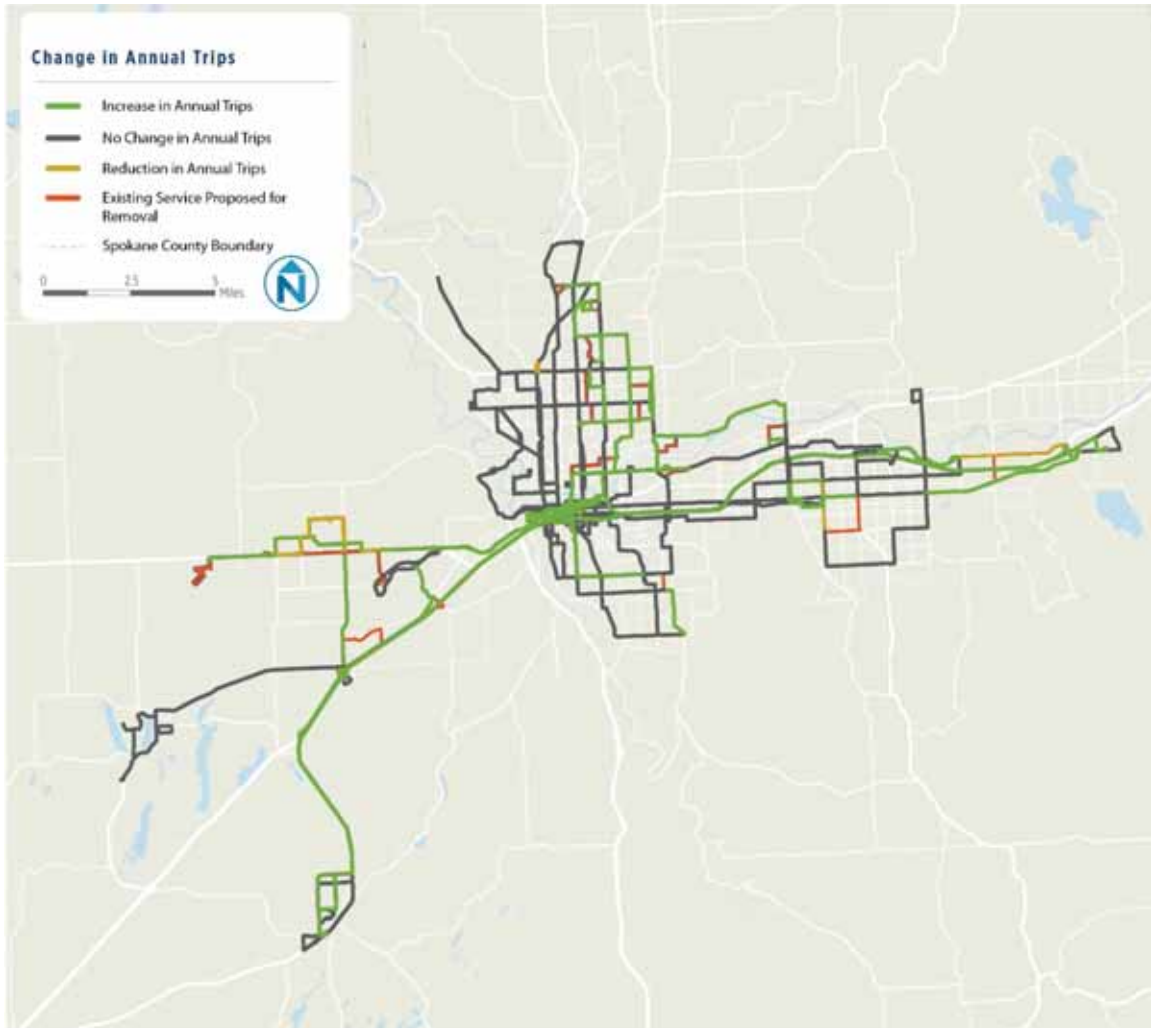 Change in Annual Trips
Increase in Annual Trips
No Change in Annual Trips
Reduction in Annual Trips
Existing Service Proposed for
Removal
Spokane County Boundary
0 2.5 5
Miles
N